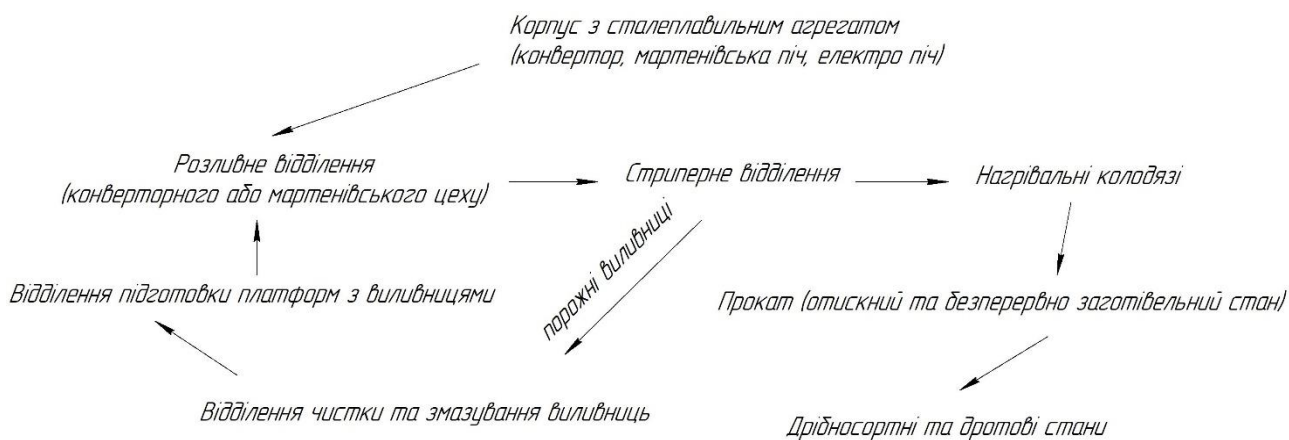 Корпус з сталеплавильним агрегатом
(конвертор, мартенівська піч, електро піч)
Розливне відділення
(конверторного або мартенівського цеху)
Стриперне відділення
Нагрівальні колодязі
порожні виливниці
Відділення підготовки платформ з виливницями
Прокат (отискний та безперервно заготівельний стан)
Відділення чистки та змазування виливниць
Дрібносортні та дротові стани